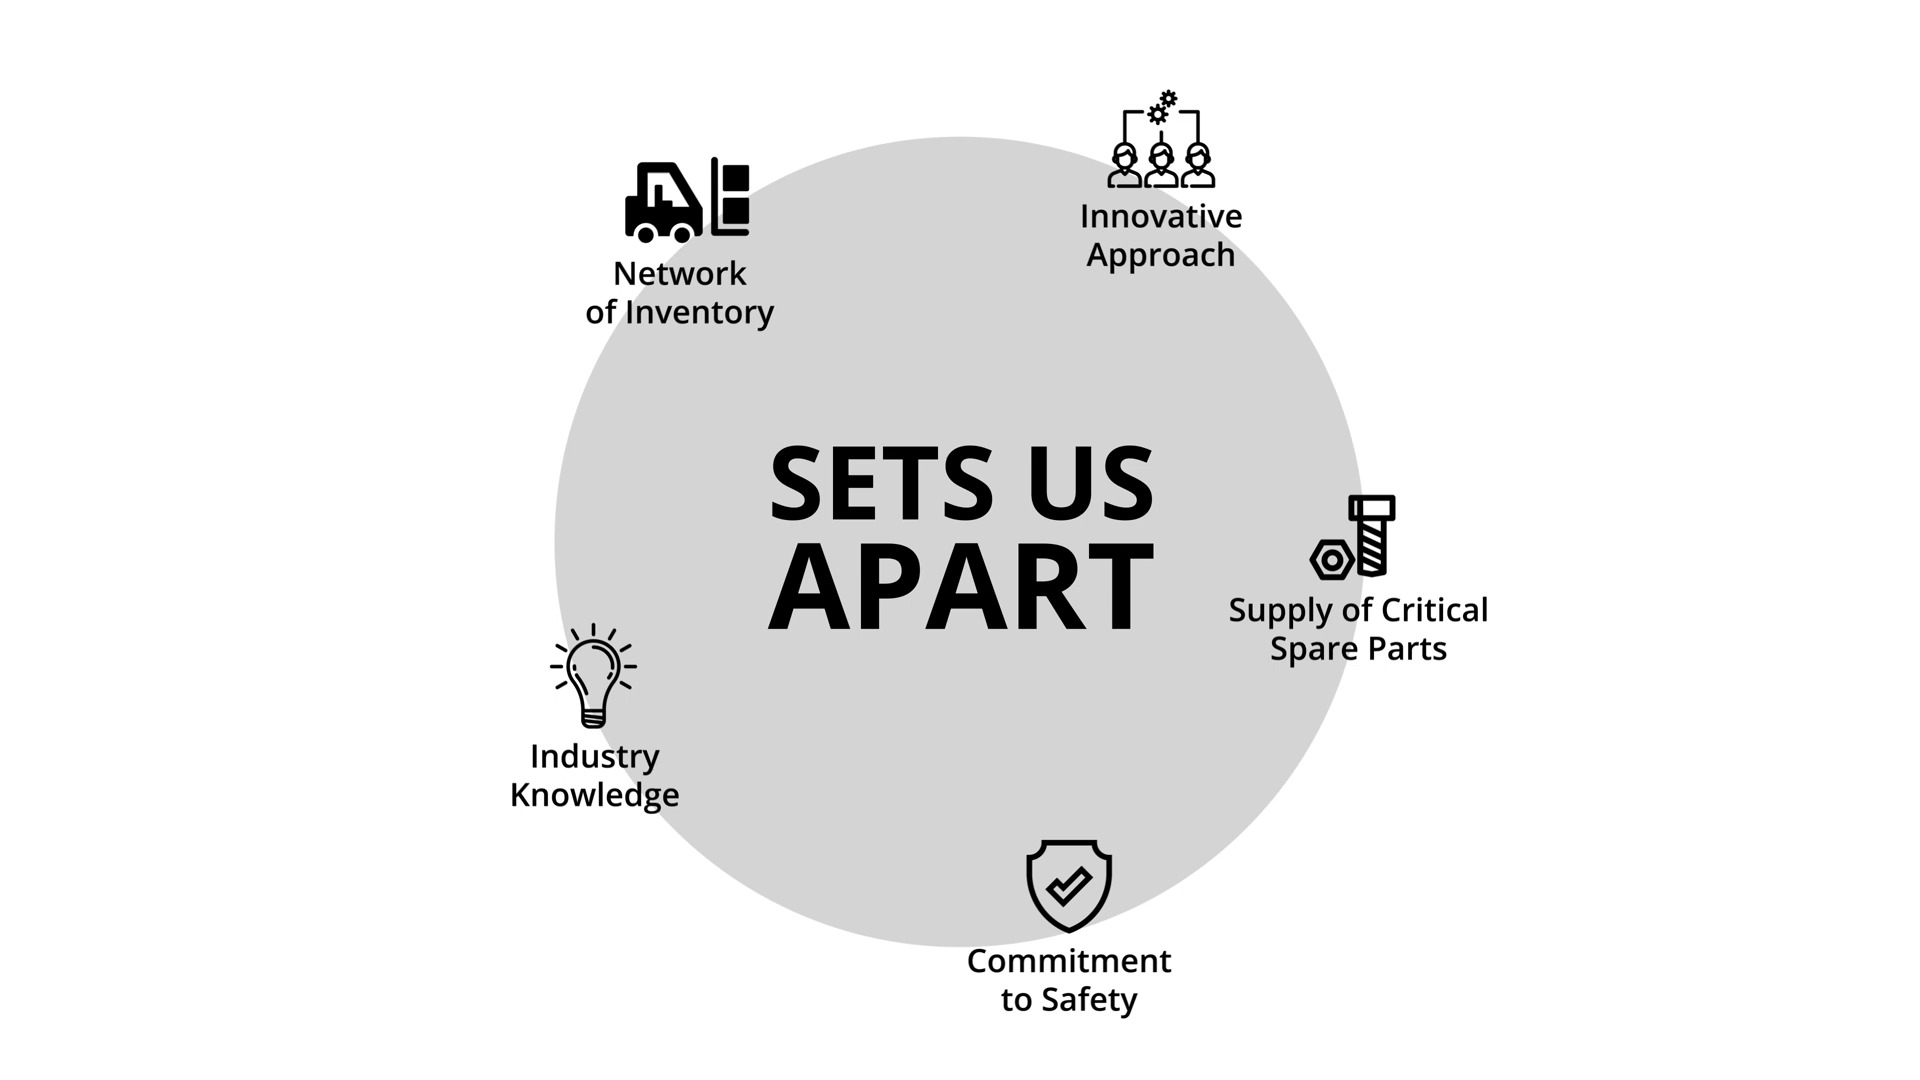 Innovative
Approach
Network
of Inventory
SETS US
APART
Supply of Critical
Spare Parts
Industry
Knowledge
Commitment
to Safety